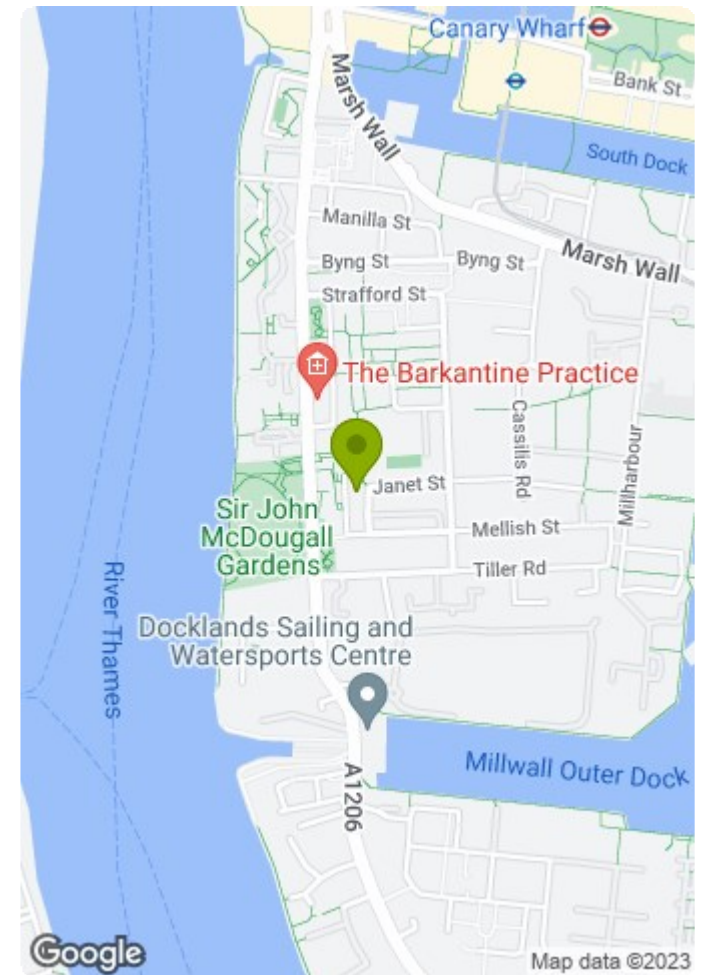 Canary Wharf
Bank St
Marsh Wall
South Dock
Manilla St
Byng St
Byng St
Marsh Wall
Strafford St
The Barkantine Practice
Cassilis Rd
Millharbour
Janet St
Sir John
McDougall
Gardens
Mellish St
Tiller Rd
River Thames
Docklands Sailing and
Watersports Centre
Millwall Outer Dock
A1206
Google
Map data ©2023